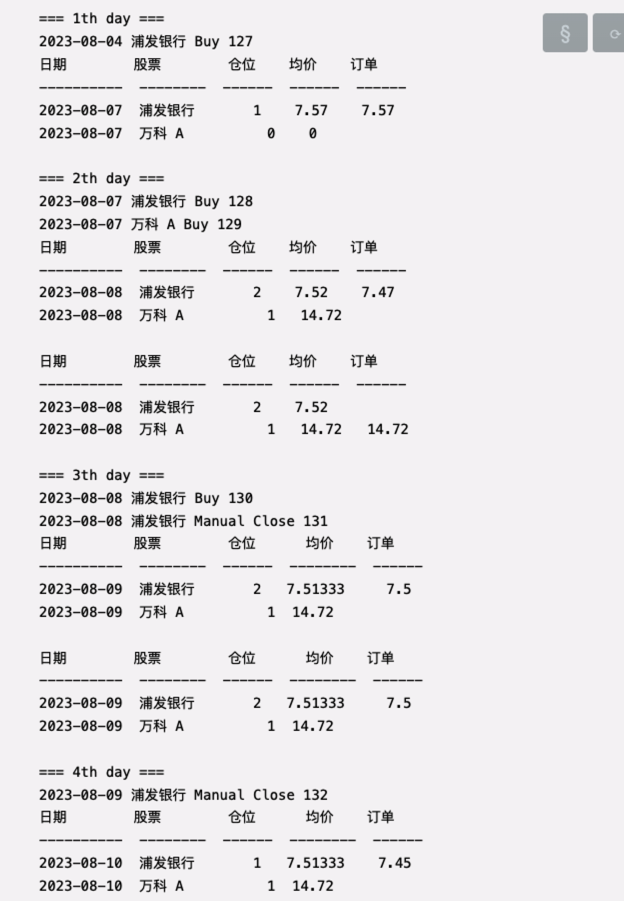 === 1th day ===
2023-08-04 浦发银行 Buy 127
日期 股票 仓位 均价 订单
---------- -------- ------ ------ ------
2023-08-07 浦发银行 1 7.57 7.57
2023-08-07 万科 A 0 0
=== 2th day ===
2023-08-07 浦发银行 Buy 128
2023-08-07 万科 A Buy 129
日期 股票 仓位 均价 订单
---------- -------- ------ ------ ------
2023-08-08 浦发银行 2 7.52 7.47
2023-08-08 万科 A 1 14.72
日期 股票 仓位 均价 订单
---------- -------- ------ ------ ------
2023-08-08 浦发银行 2 7.52
2023-08-08 万科 A 1 14.72 14.72
=== 3th day ===
2023-08-08 浦发银行 Buy 130
2023-08-08 浦发银行 Manual Close 131
日期 股票 仓位 均价 订单
---------- -------- ------ -------- ------
2023-08-09 浦发银行 2 7.51333 7.5
2023-08-09 万科 A 1 14.72
日期 股票 仓位 均价 订单
---------- -------- ------ -------- ------
2023-08-09 浦发银行 2 7.51333 7.5
2023-08-09 万科 A 1 14.72
=== 4th day ===
2023-08-09 浦发银行 Manual Close 132
日期 股票 仓位 均价 订单
---------- -------- ------ -------- ------
2023-08-10 浦发银行 1 7.51333 7.45
2023-08-10 万科 A 1 14.72
§